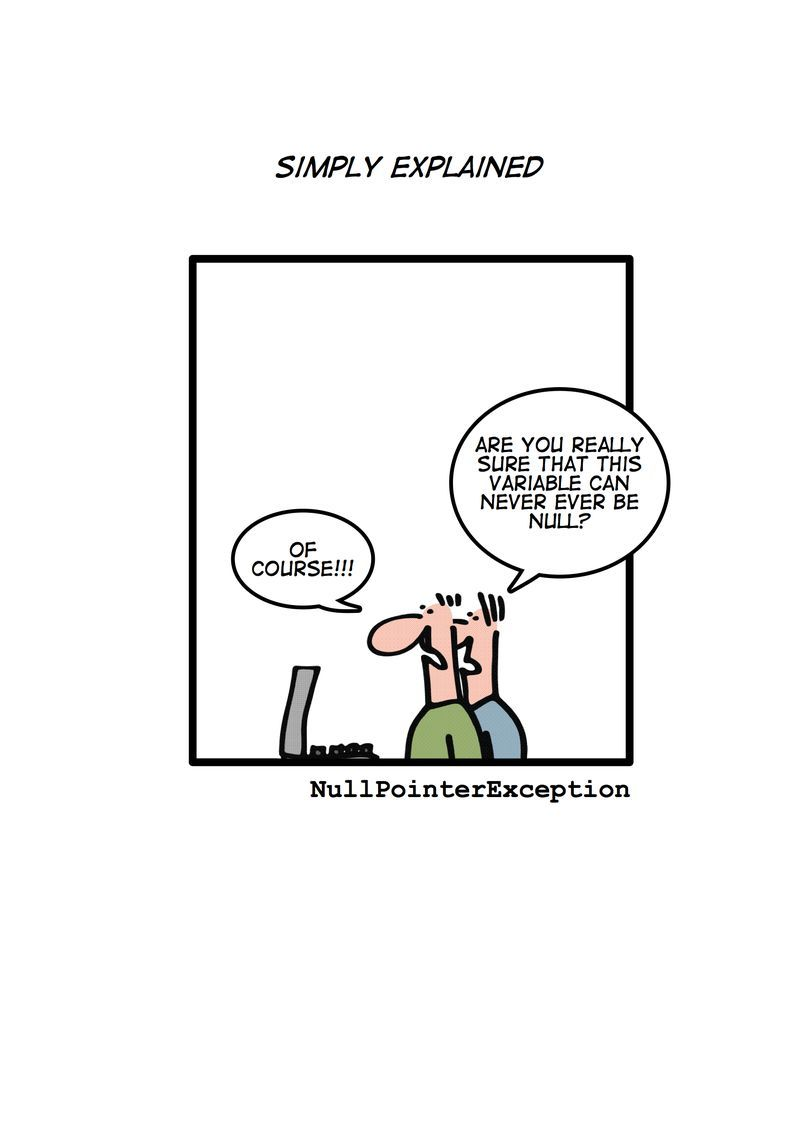 SIMPLY EXPLAINED
ARE YOU REALLY
SURE THAT THIS
VARIABLE CAN
NEVER EVER BE
NULL?
OF
COURSE!!!
NullPointerException